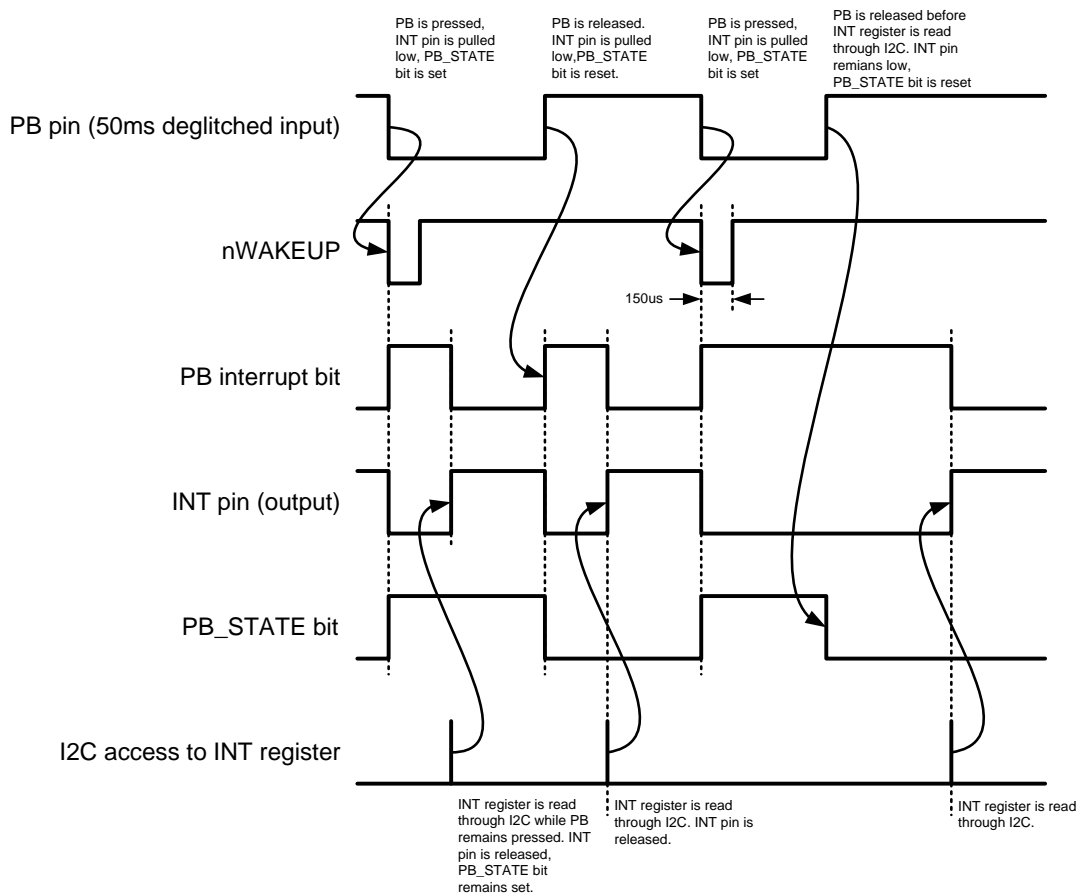 PB is pressed,
INT pin is pulled
low, PB_STATE
bit is set
PB is released.
INT pin is pulled
low,PB_STATE
bit is reset.
PB is pressed,
INT pin is pulled
low, PB_STATE
bit is set
PB is released before
INT register is read
through I2C. INT pin
remians low,
PB_STATE bit is reset
PB pin (50ms deglitched input)
nWAKEUP
150us
PB interrupt bit
INT pin (output)
PB_STATE bit
I2C access to INT register
INT register is read
through I2C while PB
remains pressed. INT
pin is released,
PB_STATE bit
remains set.
INT register is read
through I2C. INT pin is
released.
INT register is read
through I2C.